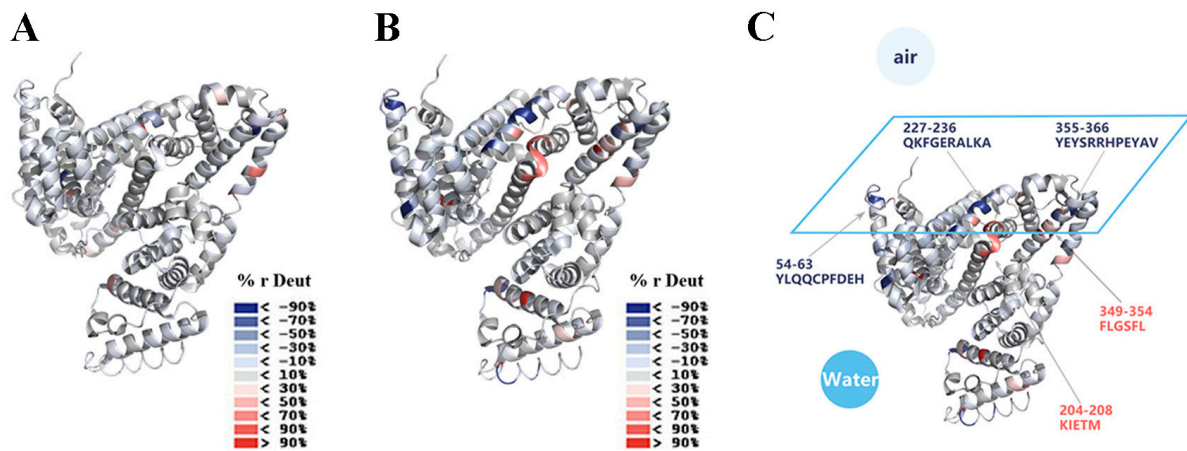 A
B
C
air
227-236
QKFGERALKA
355-366
YEYSRRHPEYAV
54-63
YLQQCPFDEH
349-354
FLGSFL
Water
204-208
KIETM
% r Deut
< -90%
< -70%
< -50%
< -30%
< -10%
< 10%
< 30%
< 50%
< 70%
< 90%
> 90%
% r Deut
< -90%
< -70%
< -50%
< -30%
< -10%
< 10%
< 30%
< 50%
< 70%
< 90%
> 90%